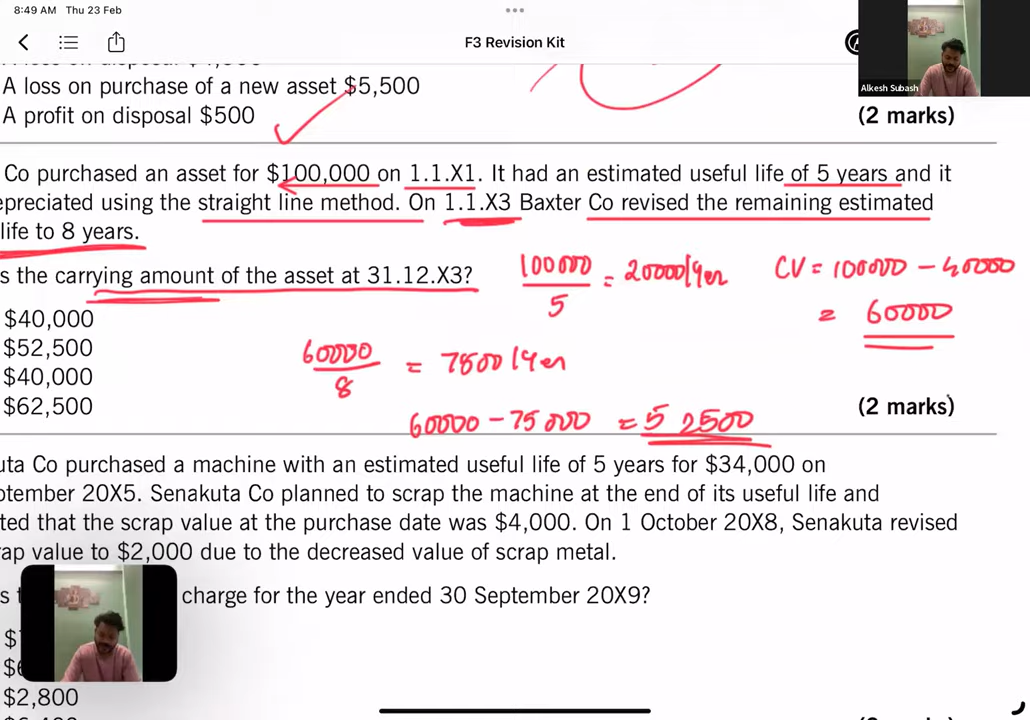 8:49 AM Thu 23 Feb
F3 Revision Kit
Alkesh Subash
A loss on purchase of a new asset $5,500
A profit on disposal $500
(2 marks)
Co purchased an asset for $100,000 on 1.1.X1. It had an estimated useful life of 5 years and it
epreciated using the straight line method. On 1.1.X3 Baxter Co revised the remaining estimated
life to 8 years.
s the carrying amount of the asset at 31.12.X3?
100000 / 5 = 20000/yer
CV = 100000 - 40000
= 60000
$40,000
$52,500
$40,000
$62,500
60000 / 8 = 7800/yer
60000 - 75000 = 52500
(2 marks)
uta Co purchased a machine with an estimated useful life of 5 years for $34,000 on
ptember 20X5. Senakuta Co planned to scrap the machine at the end of its useful life and
ted that the scrap value at the purchase date was $4,000. On 1 October 20X8, Senakuta revised
rap value to $2,000 due to the decreased value of scrap metal.
charge for the year ended 30 September 20X9?
$2,800